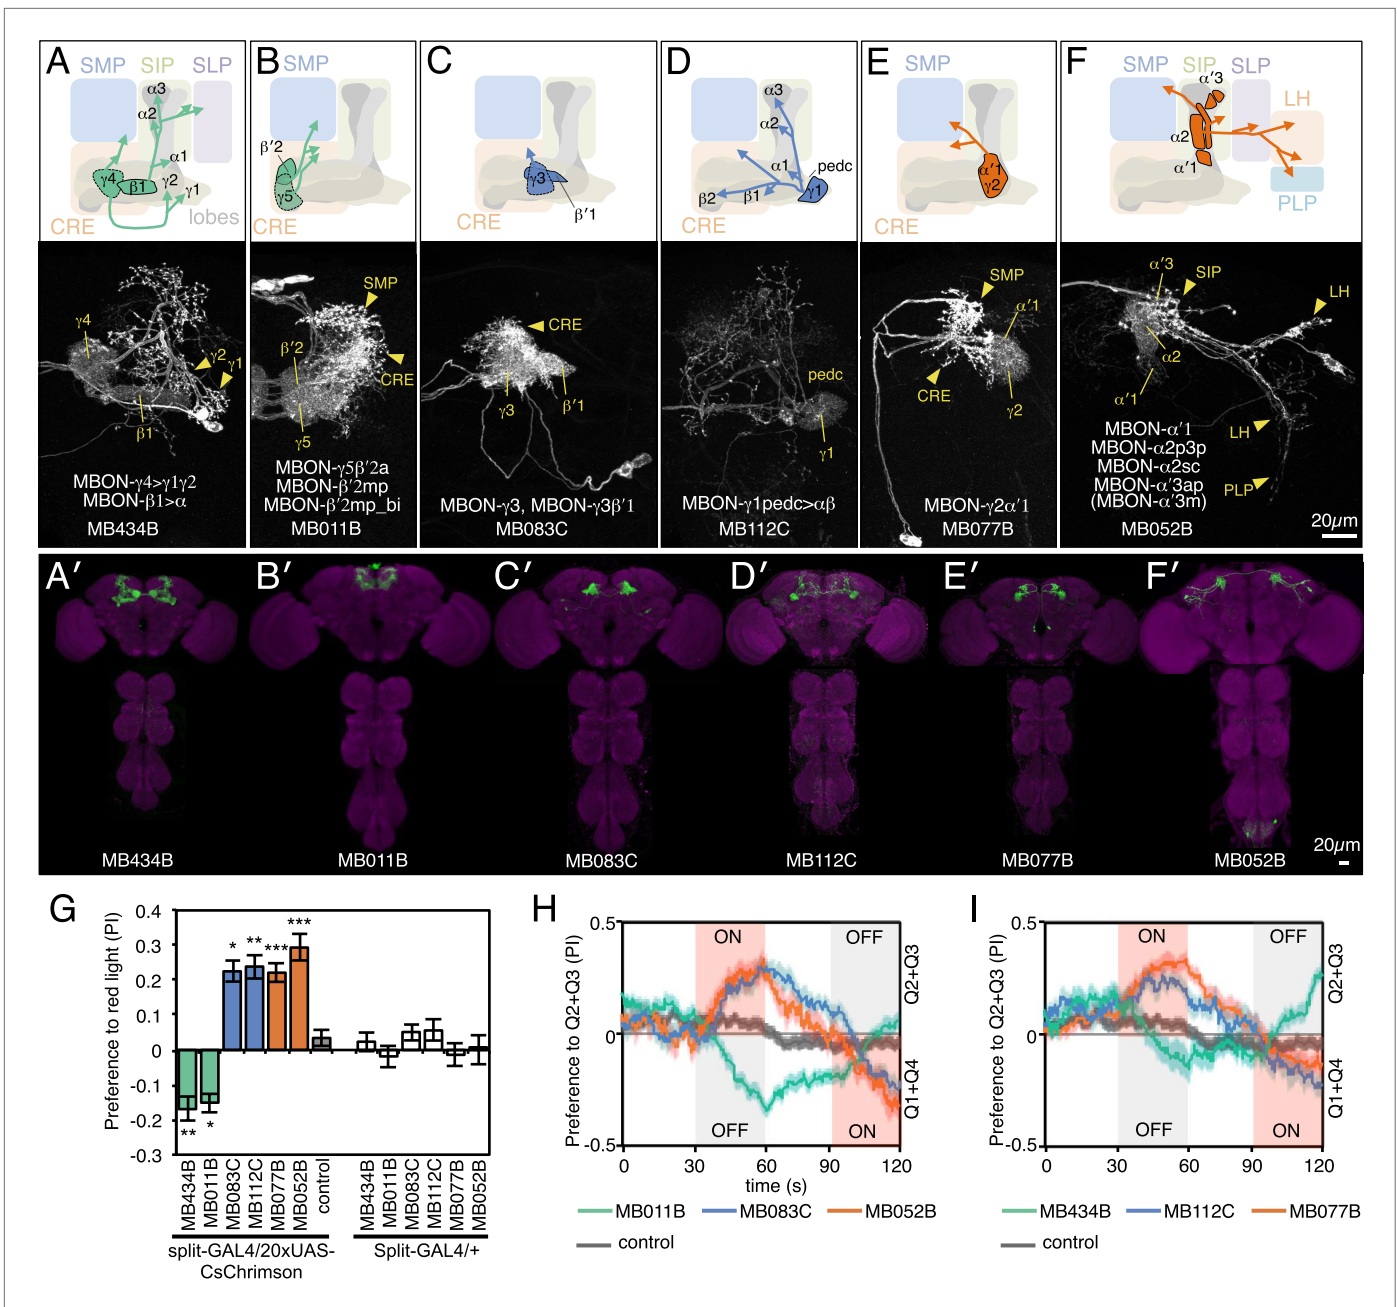 A
SMP SIP SLP
α3
α2
α1
γ4
β1
γ2
γ1
lobes
CRE
B
SMP
β′2
γ5
CRE
C
γ3
β′1
CRE
D
α3
α2
α1
pedc
γ1
β2
β1
CRE
E
SMP
α′1
γ2
CRE
F
SMP SIP SLP
α′3
LH
α2
α′1
PLP
γ4
γ2
γ1
β1
MBON-γ4>γ1γ2
MBON-β1>α
MB434B
SMP
β′2
CRE
γ5
MBON-γ5β′2a
MBON-β′2mp
MBON-β′2mp_bi
MB011B
CRE
γ3
β′1
MBON-γ3, MBON-γ3β′1
MB083C
pedc
γ1
MBON-γ1pedc>αβ
MB112C
SMP
α′1
CRE
γ2
MBON-γ2α′1
MB077B
α′3
SIP
LH
α2
α′1
LH
PLP
MBON-α′1
MBON-α2p3p
MBON-α2sc
MBON-α′3ap
(MBON-α′3m)
MB052B
20μm
A′ B′ C′ D′ E′ F′
MB434B MB011B MB083C MB112C MB077B MB052B
20μm
G
Preference to red light (PI)
0.4
0.3
0.2
0.1
0
-0.1
-0.2
-0.3
** * * ** *** ***
MB434B
MB011B
MB083C
MB112C
MB077B
MB052B
control
MB434B
MB011B
MB083C
MB112C
MB077B
MB052B
split-GAL4/20xUAS-
CsChrimson
Split-GAL4/+
H
Preference to Q2+Q3 (PI)
0.5
0
-0.5
ON
OFF
OFF
ON
Q2+Q3
Q1+Q4
0 30 60 90 120
time (s)
MB011B MB083C MB052B
control
I
Preference to Q2+Q3 (PI)
0.5
0
-0.5
ON
OFF
OFF
ON
Q2+Q3
Q1+Q4
0 30 60 90 120
MB434B MB112C MB077B
control